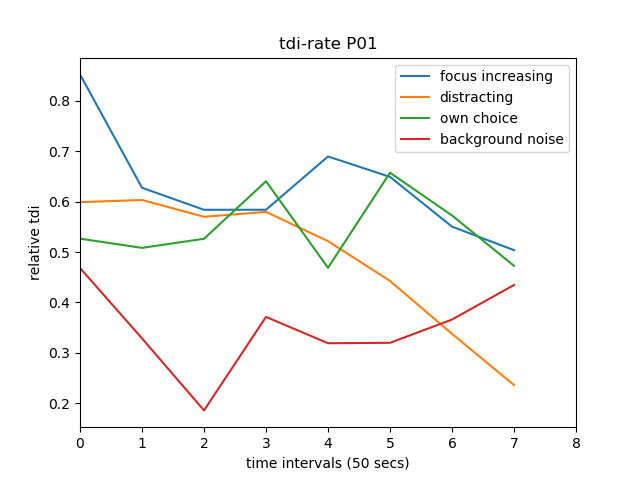 tdi-rate P01
focus increasing
distracting
own choice
background noise
relative tdi
0.8
0.7
0.6
0.5
0.4
0.3
0.2
0 1 2 3 4 5 6 7 8
time intervals (50 secs)